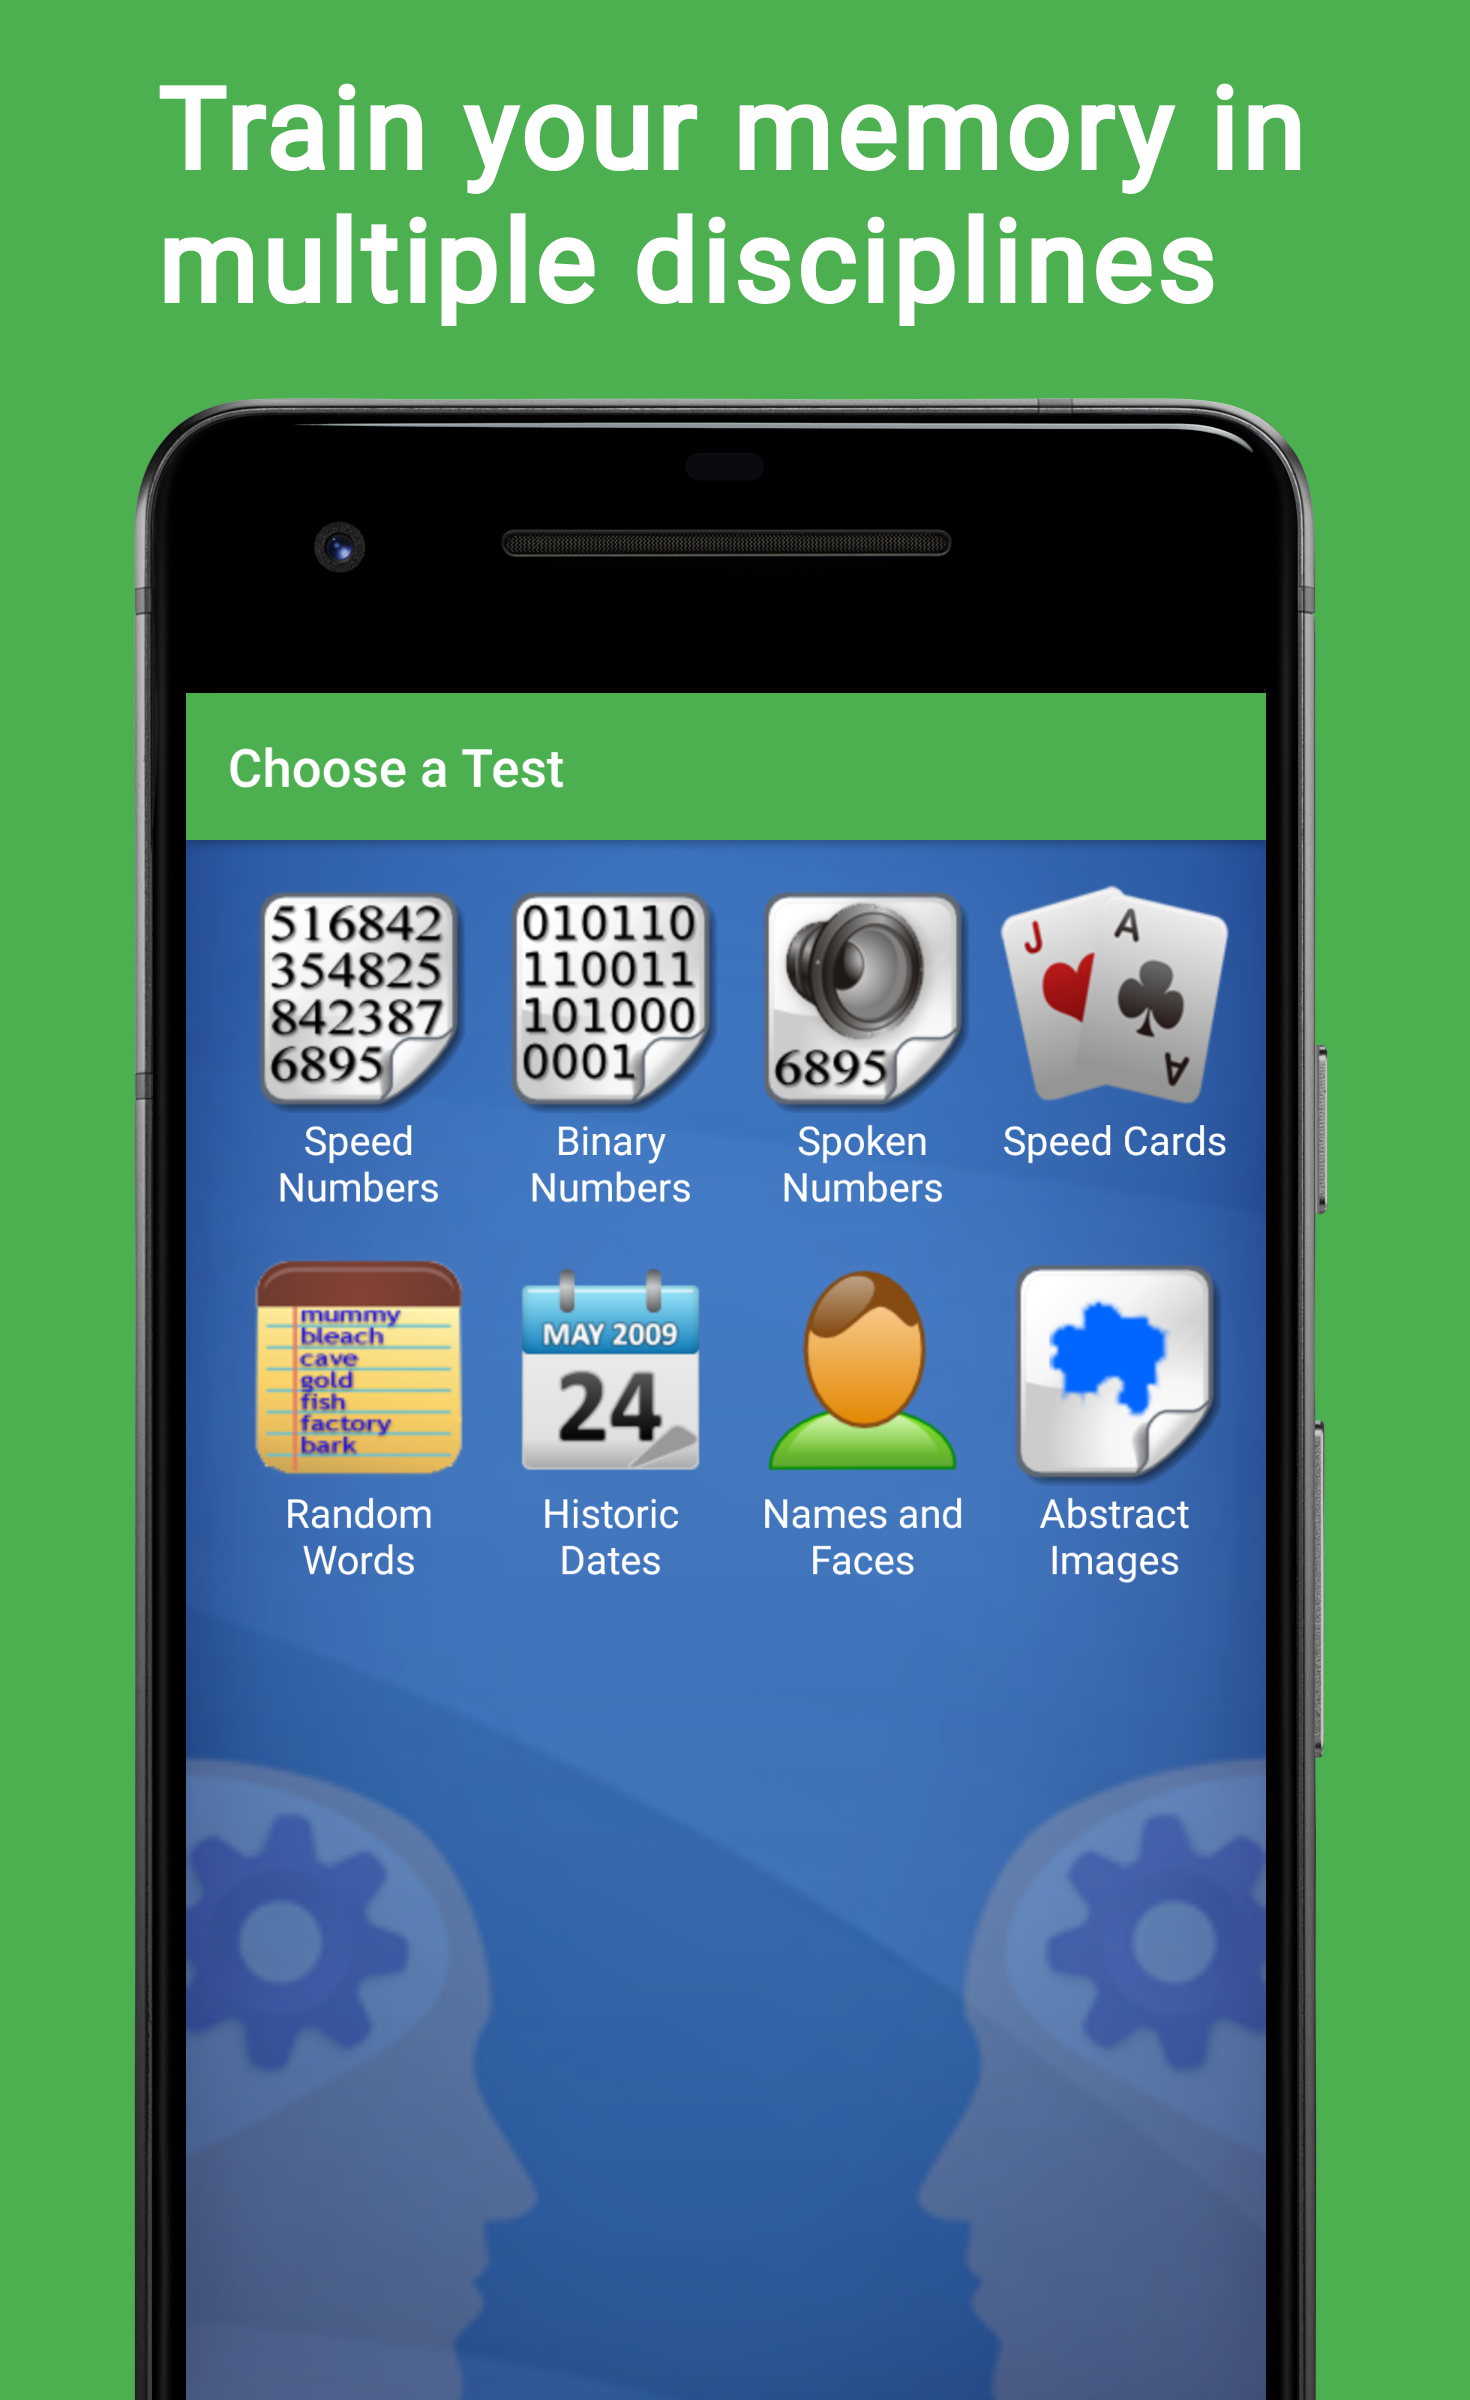 Train your memory in
multiple disciplines
Choose a Test
516842
354825
842387
6895
Speed
Numbers
010110
110011
101000
0001
Binary
Numbers
6895
Spoken
Numbers
J
A
A
Speed Cards
mummy
bleach
cave
gold
fish
factory
bark
Random
Words
MAY 2009
24
Historic
Dates
Names and
Faces
Abstract
Images